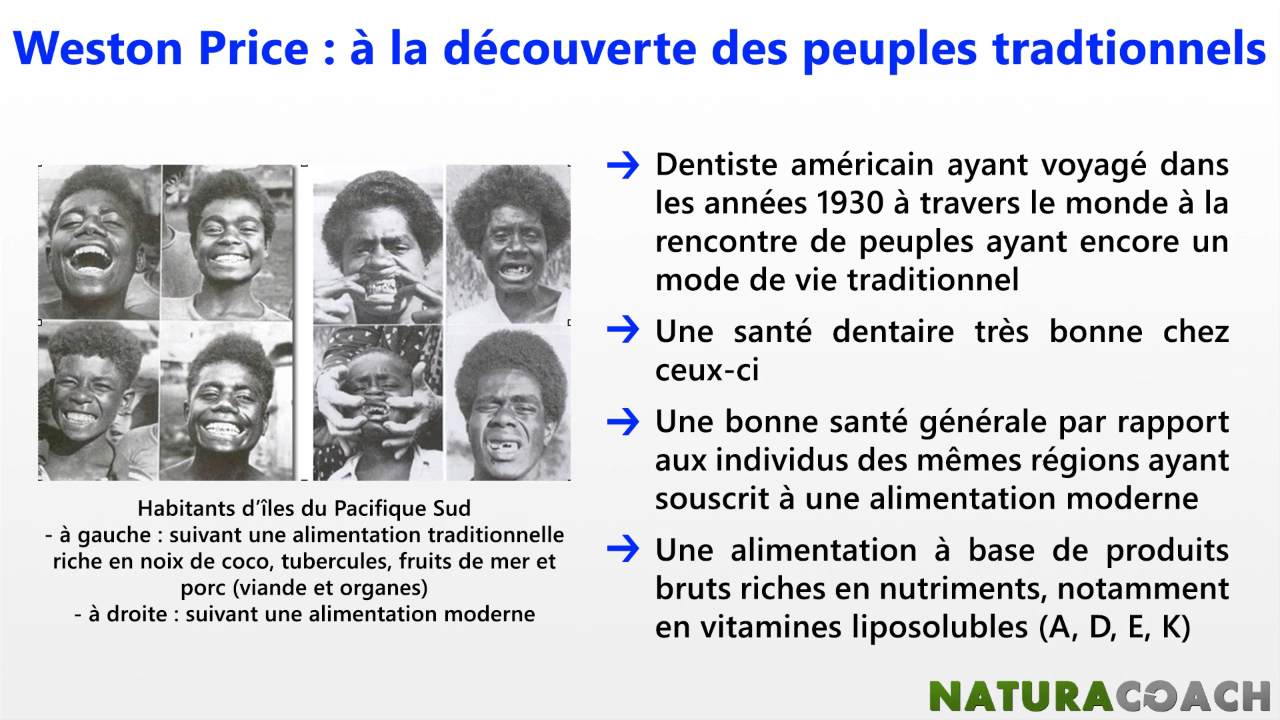 Weston Price : à la découverte des peuples tradtionnels
Dentiste américain ayant voyagé dans
les années 1930 à travers le monde à la
rencontre de peuples ayant encore un
mode de vie traditionnel
Une santé dentaire très bonne chez
ceux-ci
Une bonne santé générale par rapport
aux individus des mêmes régions ayant
souscrit à une alimentation moderne
Une alimentation à base de produits
bruts riches en nutriments, notamment
en vitamines liposolubles (A, D, E, K)
Habitants d’îles du Pacifique Sud
- à gauche : suivant une alimentation traditionnelle
riche en noix de coco, tubercules, fruits de mer et
porc (viande et organes)
- à droite : suivant une alimentation moderne
NATURACOACH